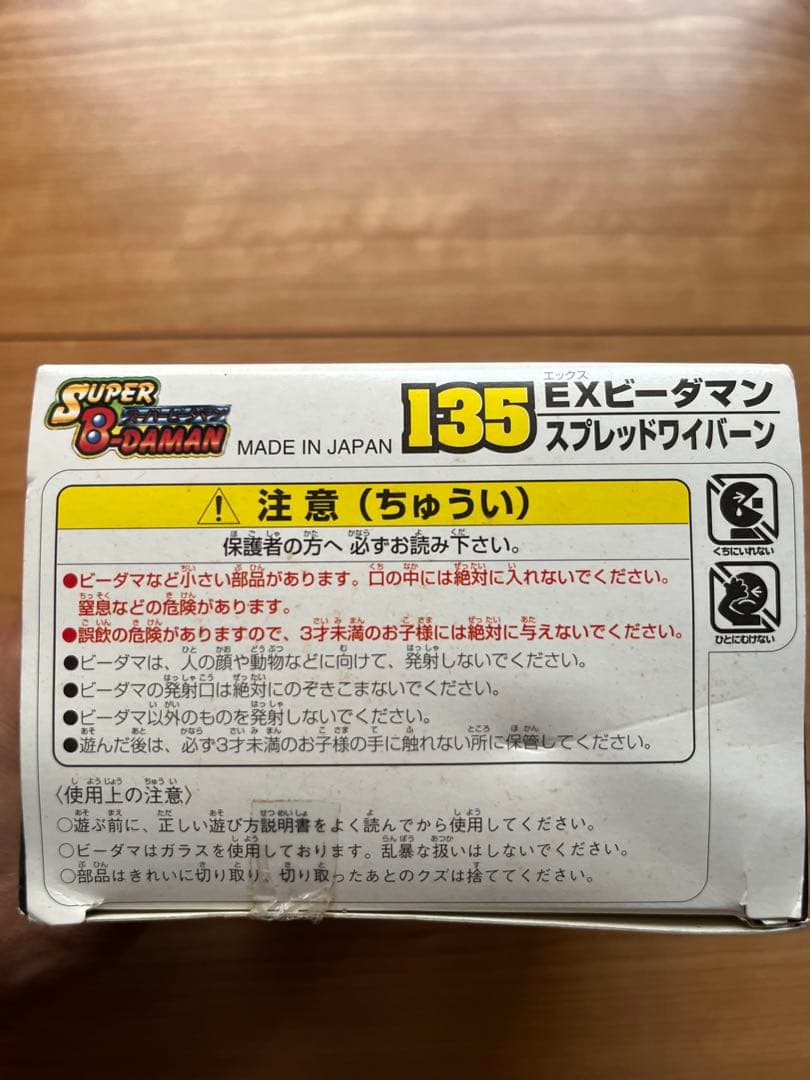 SUPER
B-DAMAN
スーパービーダマン
MADE IN JAPAN
135
エックス
EXビーダマン
スプレッドワイバーン
注意（ちゅうい）
保護者の方へ 必ずお読み下さい。
●ビーダマなど小さい部品があります。口の中には絶対に入れないでください。
窒息などの危険があります。
●誤飲の危険がありますので、3才未満のお子様には絶対に与えないでください。
●ビーダマは、人の顔や動物などに向けて、発射しないでください。
●ビーダマの発射口は絶対にのぞきこまないでください。
●ビーダマ以外のものを発射しないでください。
●遊んだ後は、必ず3才未満のお子様の手に触れない所に保管してください。
くちにいれない
ひとにむけない
〈使用上の注意〉
○遊ぶ前に、正しい遊び方説明書をよく読んでから使用してください。
○ビーダマはガラスを使用しております。乱暴な扱いはしないでください。
○部品はきれいに切り取り、切り取ったあとのクズは捨ててください。